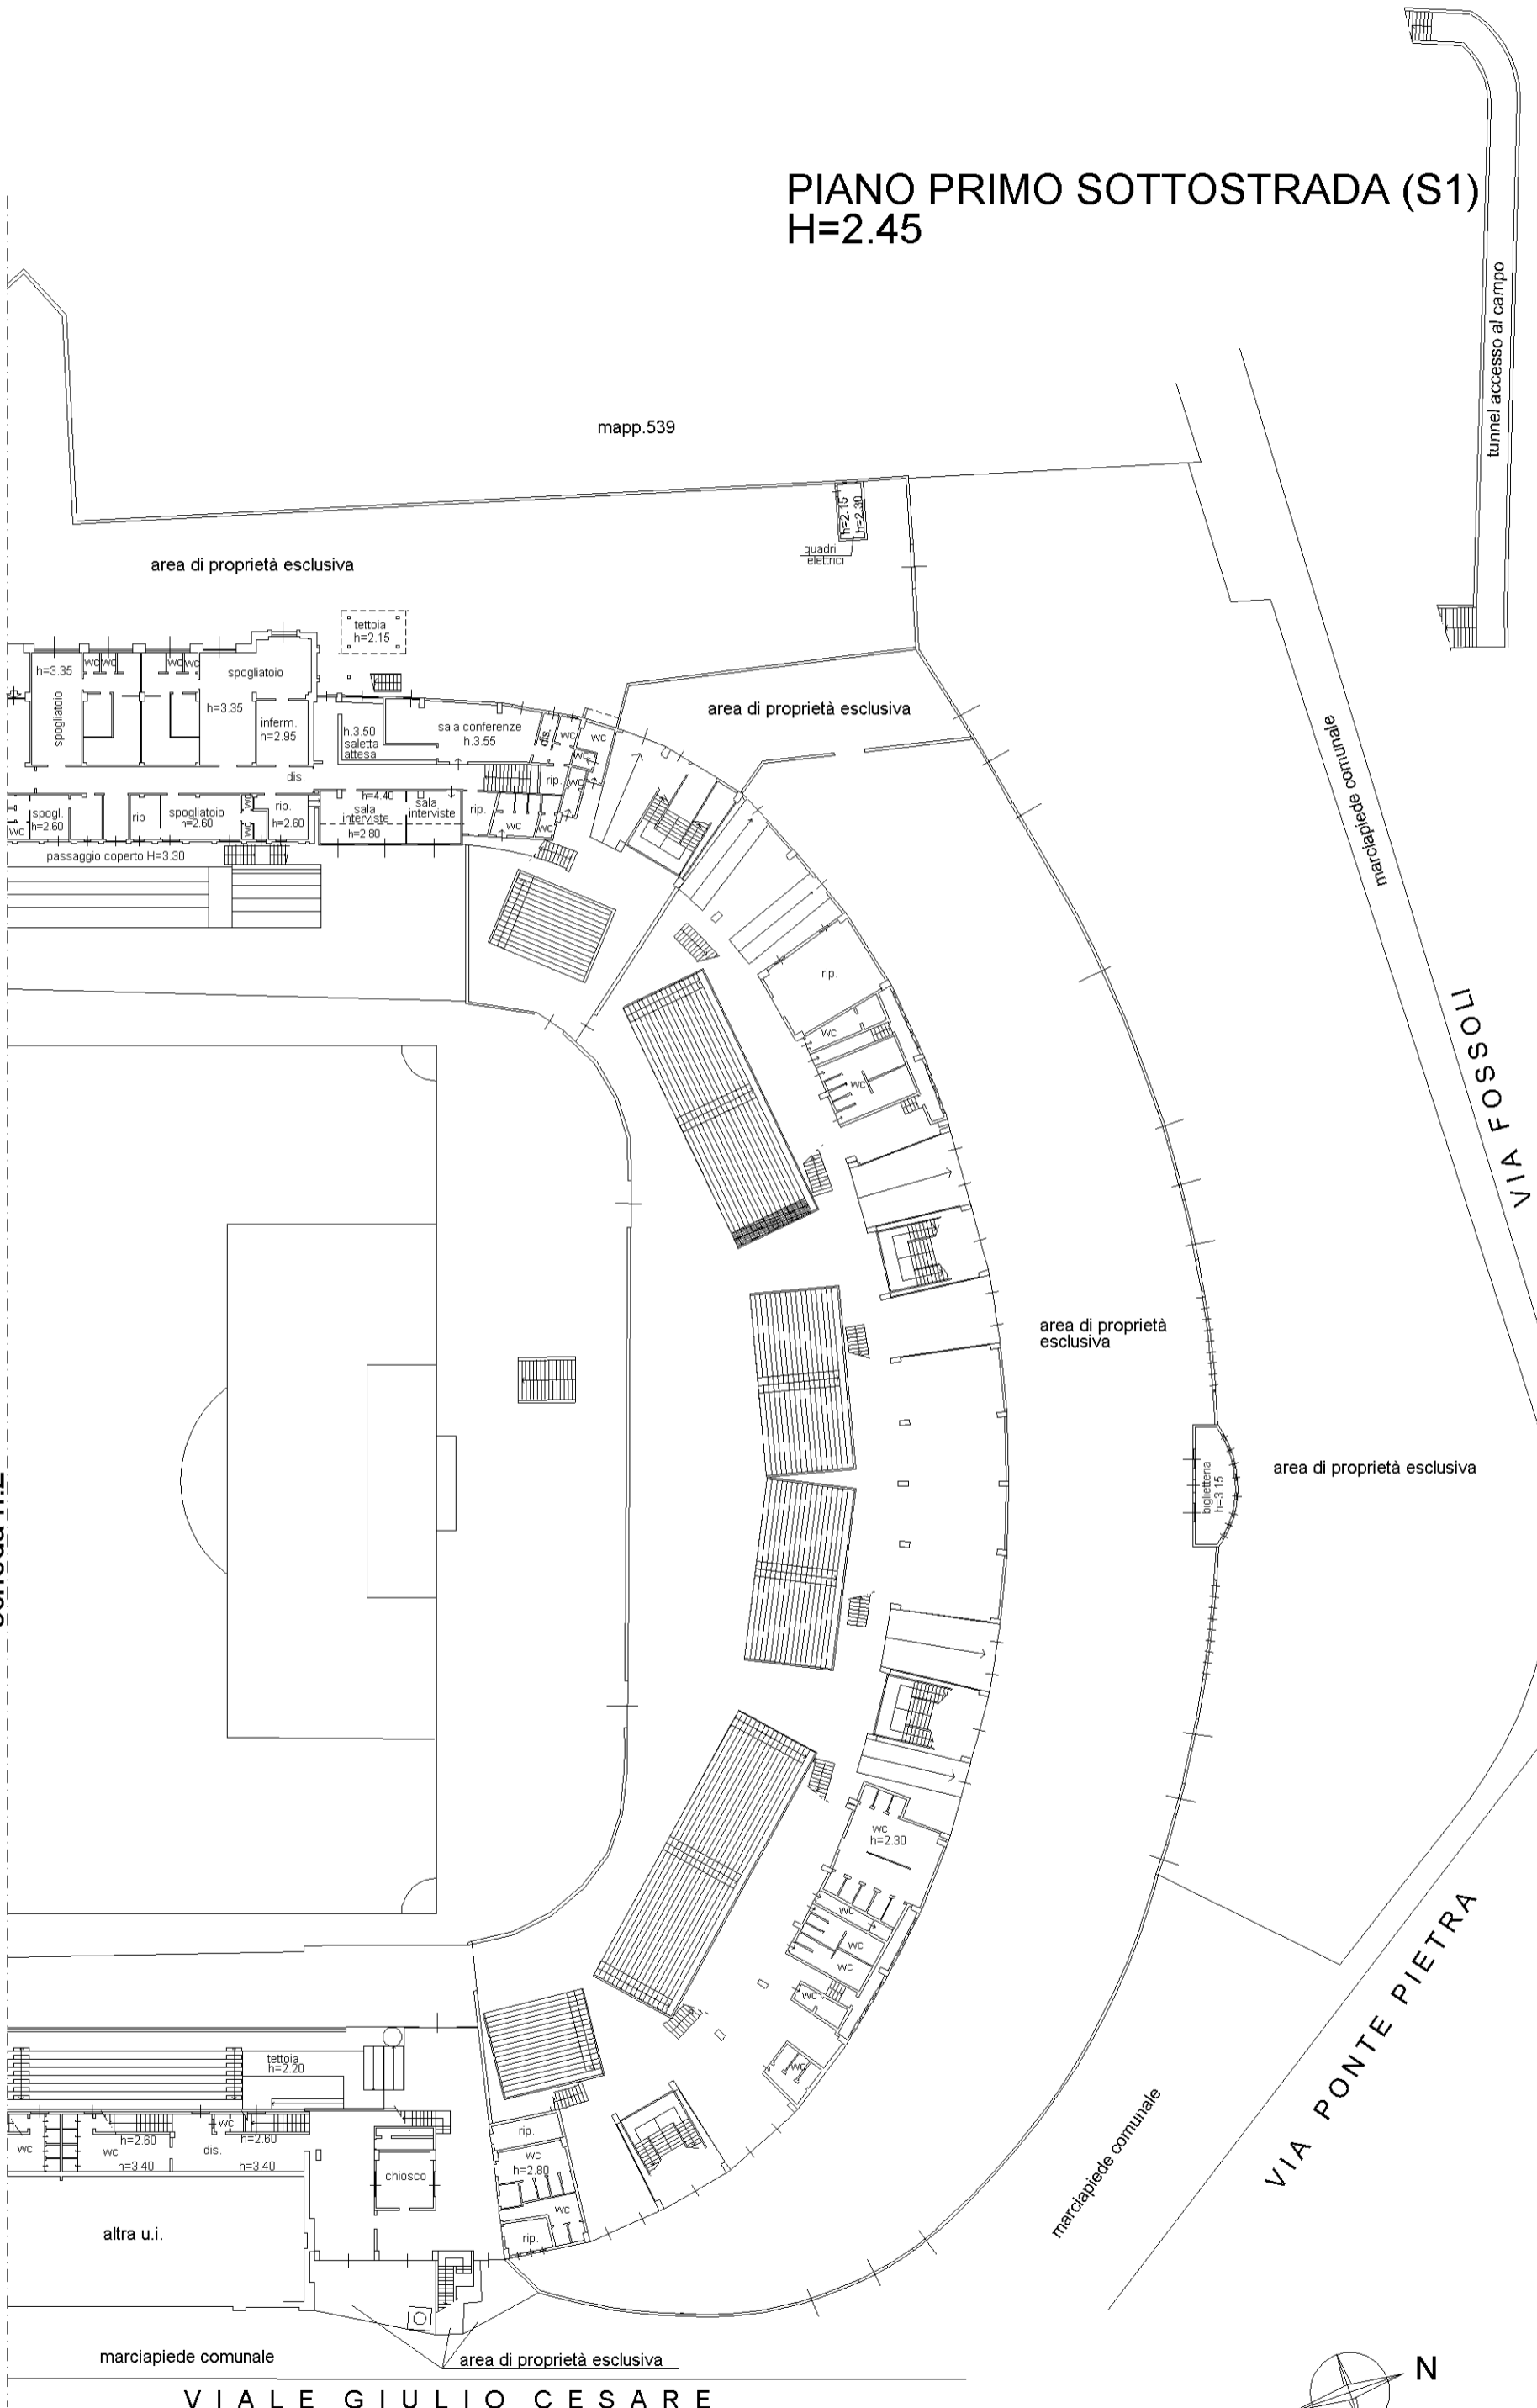 PIANO PRIMO SOTTOSTRADA (S1)
H=2.45
tunnel accesso al campo
mapp.539
h=2.15
h=2.30
quadri
elettrici
area di proprietà esclusiva
tettoia
h=2.15
marciapiede comunale
VIA FOSSOLI
h=3.35
wc
wc
wc
wc
spogliatoio
spogliatoio
h=3.35
inferm.
h=2.95
h.3.50
saletta
attesa
sala conferenze
h.3.55
dis.
wc
wc
wc
area di proprietà esclusiva
dis.
rip.
wc
wc
spogl.
h=2.60
rip
spogliatoio
h=2.60
wc
wc
rip.
h=2.60
h=4.40
sala
interviste
h=2.80
sala
interviste
rip.
wc
wc
passaggio coperto H=3.30
rip.
wc
wc
area di proprietà
esclusiva
biglietteria
h=3.15
area di proprietà esclusiva
wc
h=2.30
wc
wc
wc
wc
wc
VIA PONTE PIETRA
marciapiede comunale
tettoia
h=2.20
wc
h=2.60
wc
h=3.40
wc
dis.
h=2.60
h=3.40
chiosco
rip.
wc
h=2.80
wc
rip.
altra u.i.
marciapiede comunale
area di proprietà esclusiva
VIALE GIULIO CESARE
N